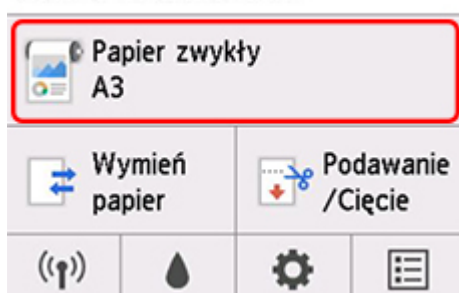 Papier zwykły
A3
Wymień
papier
Podawanie
/Cięcie